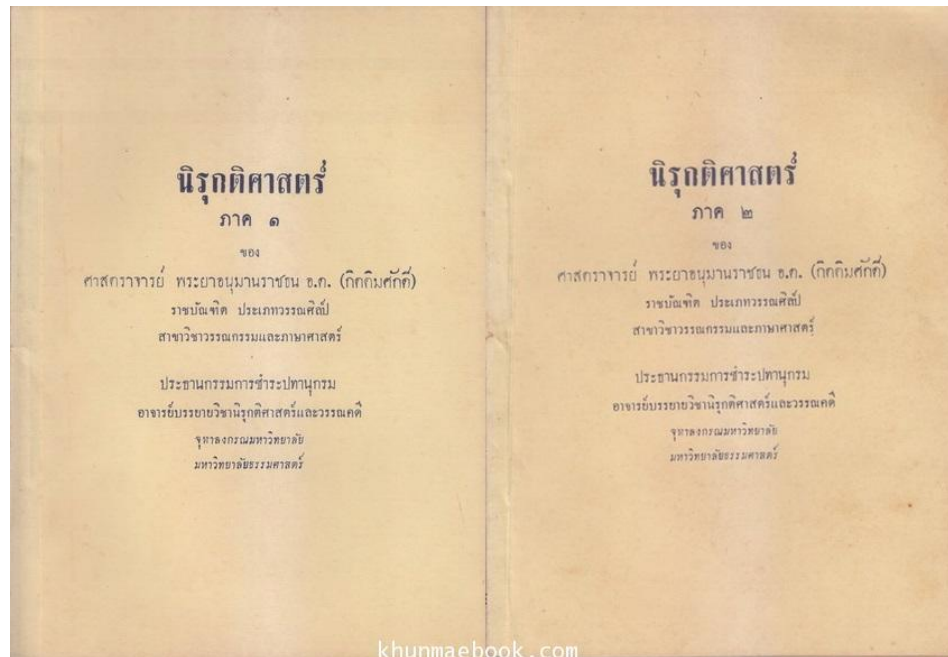 นิรุกติศาสตร์
ภาค ๑
ของ
ศาสตราจารย์ พระยาอนุมานราชธน อ.ด. (กิตติมศักดิ์)
ราชบัณฑิต ประเภทวรรณศิลป์
สาขาวิชาวรรณกรรมและภาษาศาสตร์
ประธานกรรมการชำระปทานุกรม
อาจารย์บรรยายวิชานิรุกติศาสตร์และวรรณคดี
จุฬาลงกรณมหาวิทยาลัย
มหาวิทยาลัยธรรมศาสตร์
นิรุกติศาสตร์
ภาค ๒
ของ
ศาสตราจารย์ พระยาอนุมานราชธน อ.ด. (กิตติมศักดิ์)
ราชบัณฑิต ประเภทวรรณศิลป์
สาขาวิชาวรรณกรรมและภาษาศาสตร์
ประธานกรรมการชำระปทานุกรม
อาจารย์บรรยายวิชานิรุกติศาสตร์และวรรณคดี
จุฬาลงกรณมหาวิทยาลัย
มหาวิทยาลัยธรรมศาสตร์
khunmaebook.com